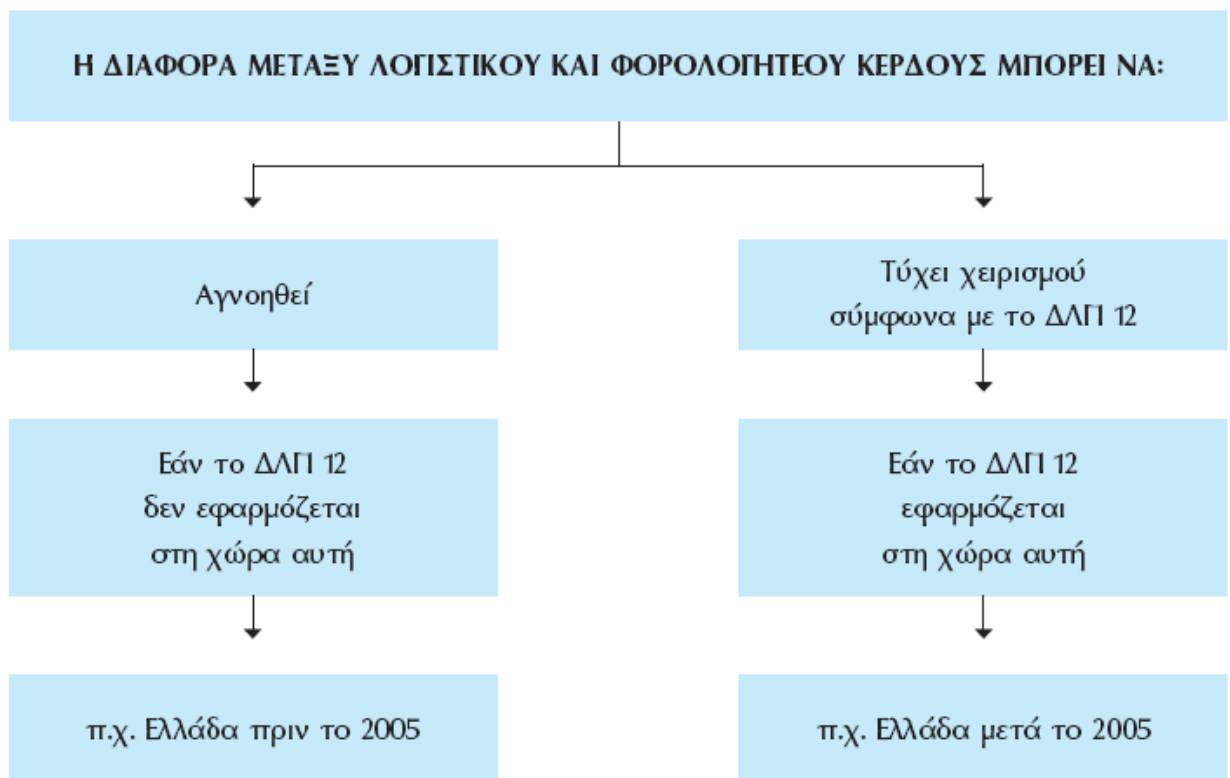 Η ΔΙΑΦΟΡΑ ΜΕΤΑΞΥ ΛΟΓΙΣΤΙΚΟΥ ΚΑΙ ΦΟΡΟΛΟΓΗΤΕΟΥ ΚΕΡΔΟΥΣ ΜΠΟΡΕΙ ΝΑ:
Αγνοηθεί
Τύχει χειρισμού
σύμφωνα με το ΔΛΠ 12
Εάν το ΔΛΠ 12
δεν εφαρμόζεται
στη χώρα αυτή
Εάν το ΔΛΠ 12
εφαρμόζεται
στη χώρα αυτή
π.χ. Ελλάδα πριν το 2005
π.χ. Ελλάδα μετά το 2005